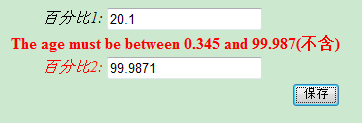 百分比1: 20.1
The age must be between 0.345 and 99.987(不含)
百分比2: 99.9871
保存